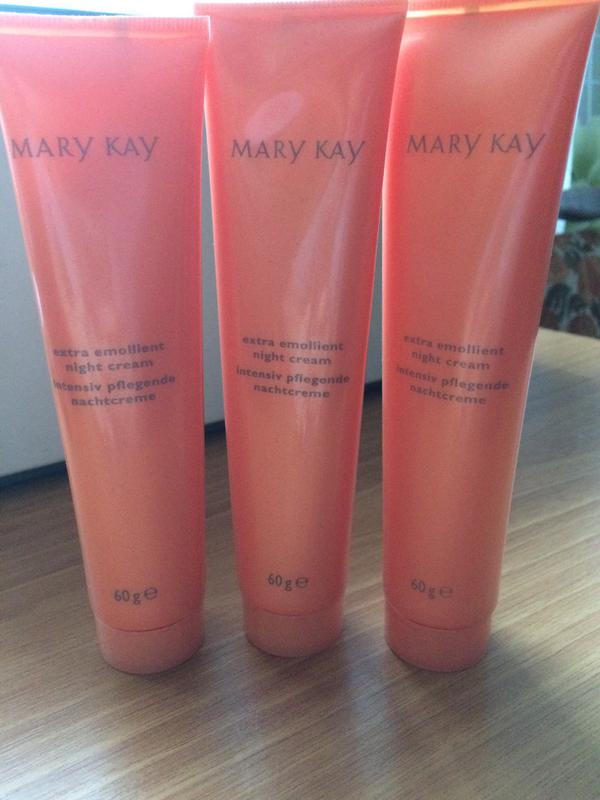 MARY KAY
extra emollient
night cream
intensiv pflegende
nachtcreme
60 g ℮
MARY KAY
extra emollient
night cream
intensiv pflegende
nachtcreme
60 g ℮
MARY KAY
extra emollient
night cream
intensiv pflegende
nachtcreme
60 g ℮